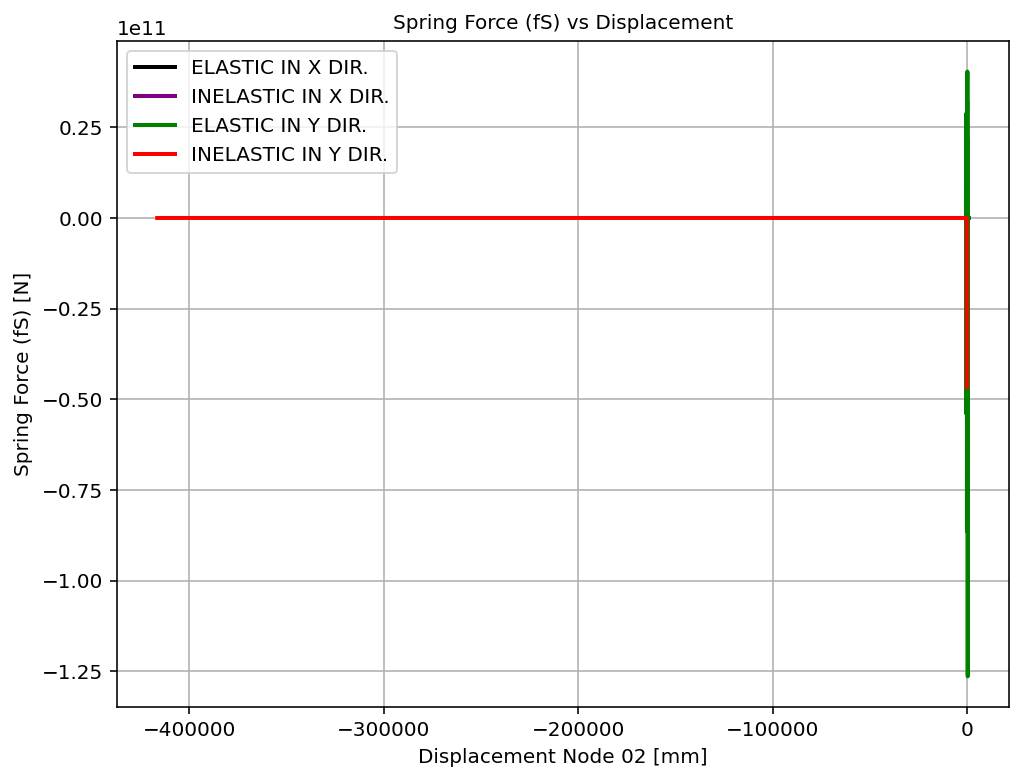 Spring Force (fS) vs Displacement
1e11
ELASTIC IN X DIR.
INELASTIC IN X DIR.
ELASTIC IN Y DIR.
INELASTIC IN Y DIR.
0.25
0.00
−0.25
−0.50
−0.75
−1.00
−1.25
Spring Force (fS) [N]
−400000 −300000 −200000 −100000 0
Displacement Node 02 [mm]